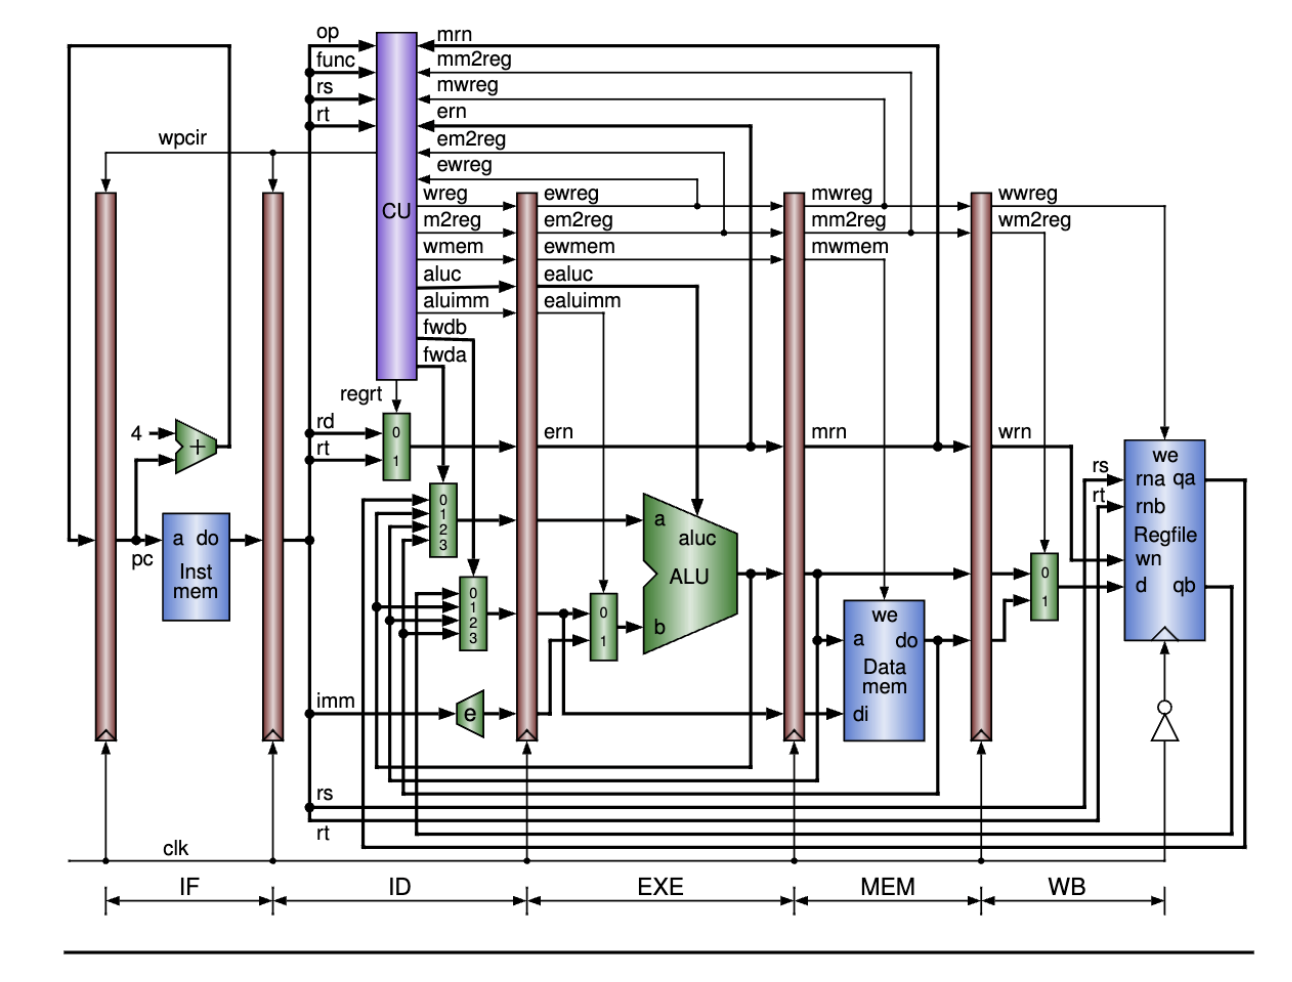 op
func
rs
rt
wpcir
CU
mrn
mm2reg
mwreg
ern
em2reg
ewreg
wreg
m2reg
wmem
aluc
aluimm
fwdb
fwda
regrt
ewreg
em2reg
ewmem
ealuc
ealuimm
mwreg
mm2reg
mwmem
wwreg
wm2reg
4
+
pc
a do
Inst
mem
rd
rt
0
1
ern
mrn
wrn
0
1
2
3
0
1
2
3
0
1
a
aluc
ALU
b
we
a do
Data
mem
di
0
1
rs
rt
we
rna qa
rnb
Regfile
wn
d qb
imm
e
rs
rt
clk
IF
ID
EXE
MEM
WB